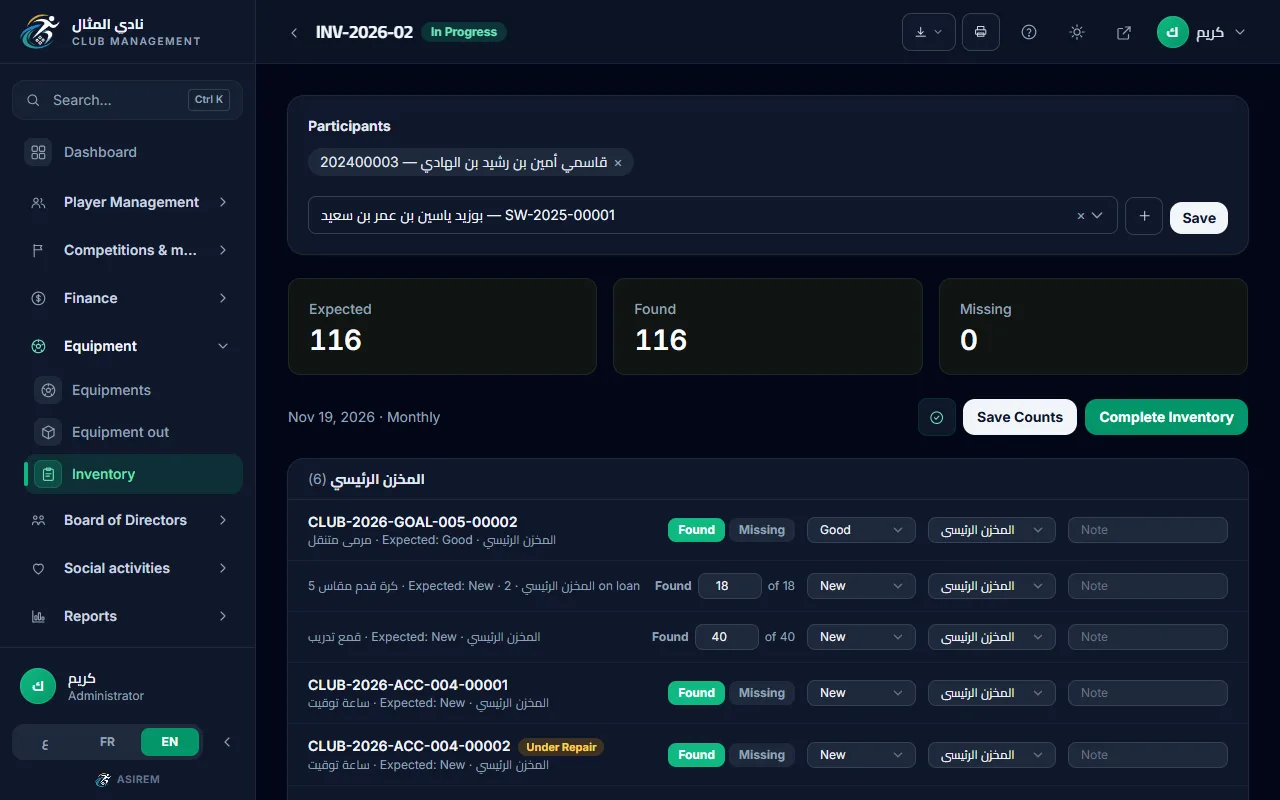 نادي المثال
CLUB MANAGEMENT
Search...
Ctrl K
Dashboard
Player Management
Competitions & m...
Finance
Equipment
Equipments
Equipment out
Inventory
Board of Directors
Social activities
Reports
ك
كريم
Administrator
ع
FR
EN
ASIREM
INV-2026-02
In Progress
ك
كريم
Participants
قاسمي أمين بن رشيد بن الهادي — 202400003 ×
بوزيد ياسين بن عمر بن سعيد — SW-2025-00001
×
+
Save
Expected
116
Found
116
Missing
0
Nov 19, 2026 · Monthly
Save Counts
Complete Inventory
المخزن الرئيسي (6)
CLUB-2026-GOAL-005-00002
مرمى متنقل · Expected: Good · المخزن الرئيسي
Found
Missing
Good
المخزن الرئيسي
Note
كرة قدم مقاس 5 · Expected: New · المخزن الرئيسي · 2 on loan
Found
18
of 18
New
المخزن الرئيسي
Note
قمع تدريب · Expected: New · المخزن الرئيسي
Found
40
of 40
New
المخزن الرئيسي
Note
CLUB-2026-ACC-004-00001
ساعة توقيت · Expected: New · المخزن الرئيسي
Found
Missing
New
المخزن الرئيسي
Note
CLUB-2026-ACC-004-00002
Under Repair
ساعة توقيت · Expected: New · المخزن الرئيسي
Found
Missing
New
المخزن الرئيسي
Note